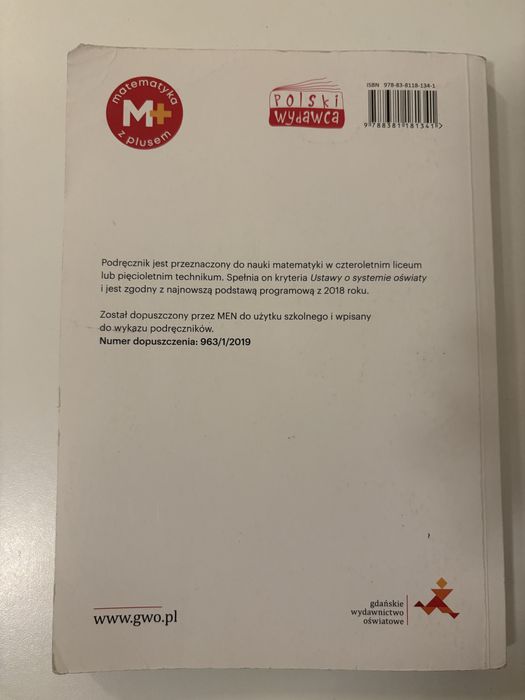 matematyka
M+
z plusem
POLSKI
wydawca
ISBN 978-83-8118-134-1
9 788381 181341 >
Podręcznik jest przeznaczony do nauki matematyki w czteroletnim liceum
lub pięcioletnim technikum. Spełnia on kryteria Ustawy o systemie oświaty
i jest zgodny z najnowszą podstawą programową z 2018 roku.
Został dopuszczony przez MEN do użytku szkolnego i wpisany
do wykazu podręczników.
Numer dopuszczenia: 963/1/2019
www.gwo.pl
gdańskie
wydawnictwo
oświatowe